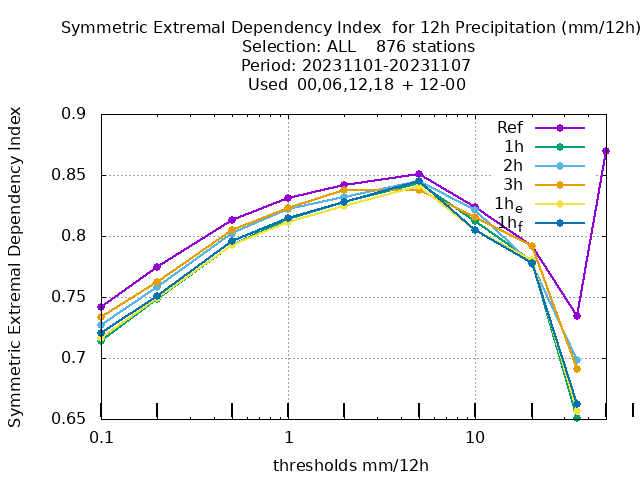 Symmetric Extremal Dependency Index  for 12h Precipitation (mm/12h)
Selection: ALL    876 stations
Period: 20231101-20231107
Used  00,06,12,18  + 12-00
Symmetric Extremal Dependency Index
0.9
0.85
0.8
0.75
0.7
0.65
Ref
1h
2h
3h
1he
1hf
0.1
1
10
thresholds mm/12h